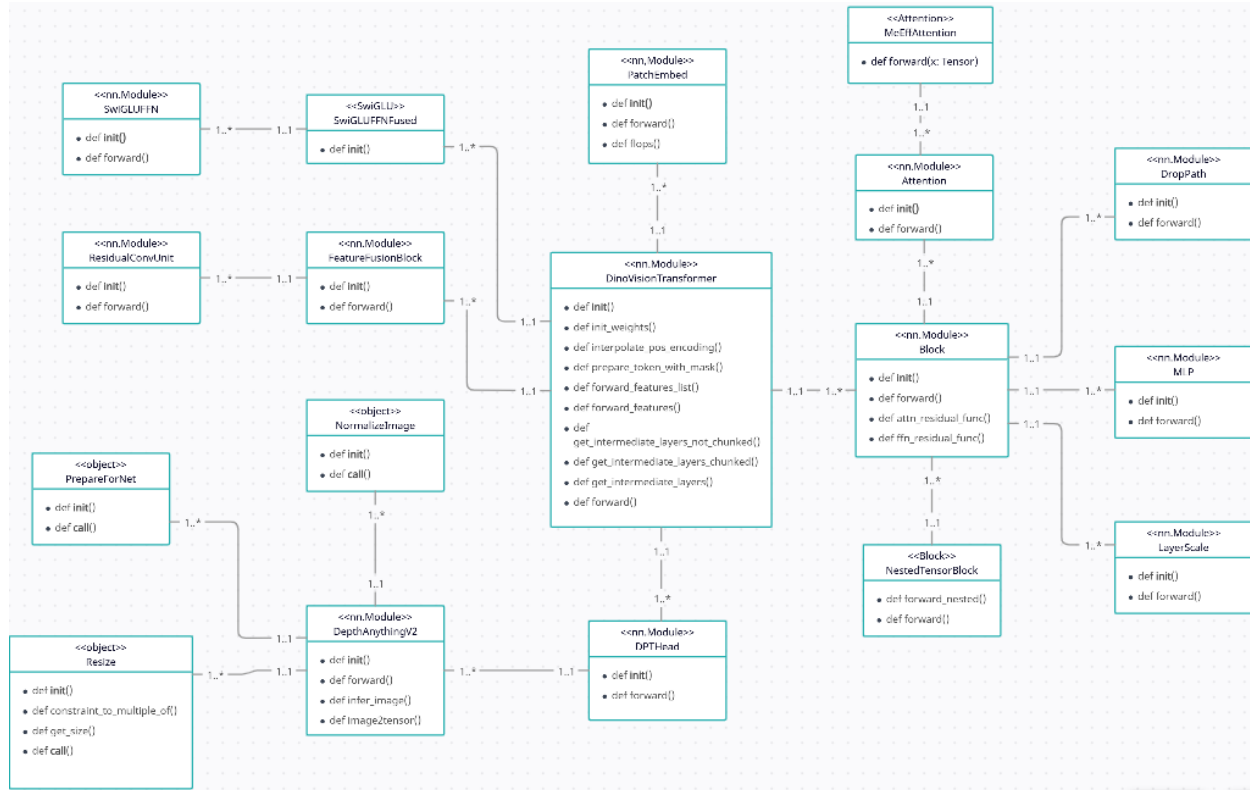 <<Attention>>
MeEffAttention
• def forward(x: Tensor)
1..1
1..*
<<nn,Module>>
PatchEmbed
• def init()
• def forward()
• def flops()
1..*
1..1
<<nn.Module>>
SwiGLUFFN
• def init()
• def forward()
1..*
1..1
<<SwiGLU>>
SwiGLUFFNFused
• def init()
1..*
1..1
<<nn.Module>>
Attention
• def init()
• def forward()
1..*
1..1
<<nn.Module>>
DropPath
• def init()
• def forward()
1..*
1..1
<<nn.Module>>
ResidualConvUnit
• def init()
• def forward()
1..*
1..1
<<nn.Module>>
FeatureFusionBlock
• def init()
• def forward()
1..*
1..1
<<nn.Module>>
DinoVisionTransformer
• def init()
• def init_weights()
• def interpolate_pos_encoding()
• def prepare_token_with_mask()
• def forward_features_list()
• def forward_features()
• def
get_intermediate_layers_not_chunked()
• def get_intermediate_layers_chunked()
• def get_intermediate_layers()
• def forward()
1..1
1..*
<<nn.Module>>
Block
• def init()
• def forward()
• def attn_residual_func()
• def ffn_residual_func()
1..1
1..*
<<nn.Module>>
MLP
• def init()
• def forward()
1..1
1..*
<<nn.Module>>
LayerScale
• def init()
• def forward()
1..*
1..1
<<Block>>
NestedTensorBlock
• def forward_nested()
• def forward()
<<object>>
NormalizeImage
• def init()
• def call()
1..*
1..1
<<object>>
PrepareForNet
• def init()
• def call()
1..*
1..1
<<object>>
Resize
• def init()
• def constraint_to_multiple_of()
• def get_size()
• def call()
1..*
1..1
<<nn.Module>>
DepthAnythingV2
• def init()
• def forward()
• def infer_image()
• def image2tensor()
1..*
1..1
1..1
1..*
<<nn.Module>>
DPTHead
• def init()
• def forward()